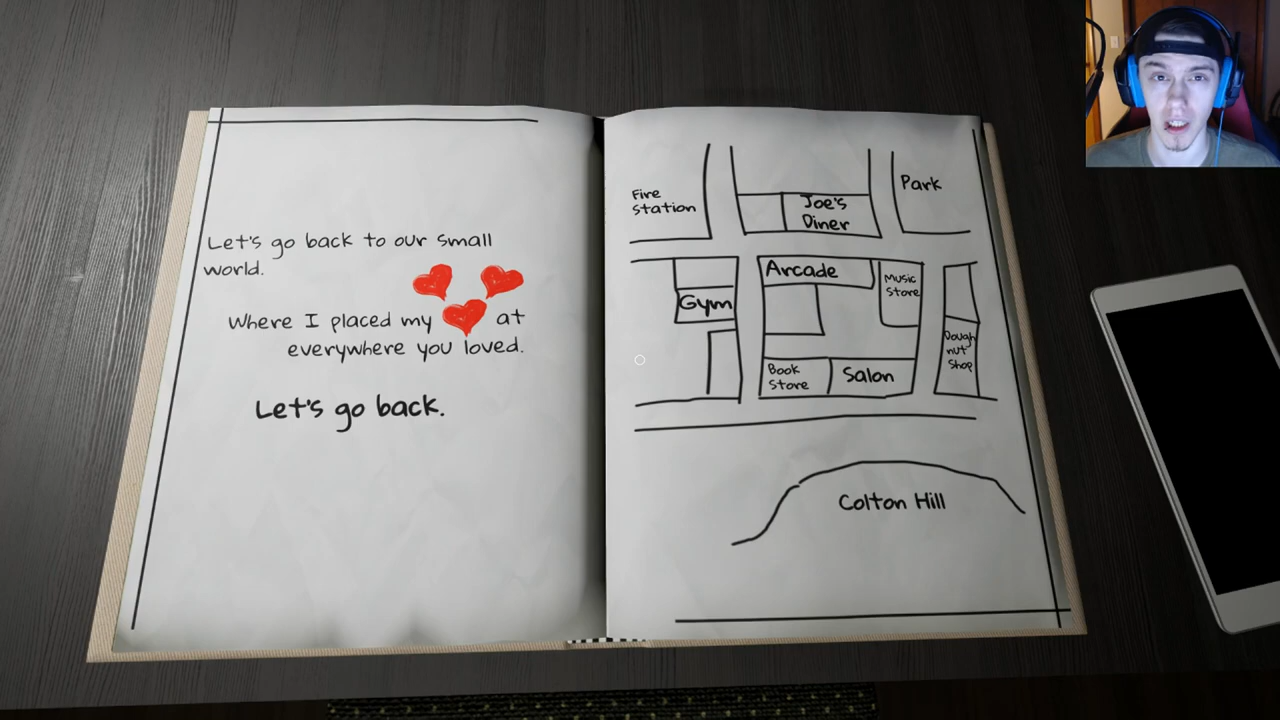 Let's go back to our small
world.
Where I placed my
at
everywhere you loved.
Let's go back.
Fire
Station
Joe's
Diner
Park
Arcade
Music
Store
Gym
Dough
nut
Shop
Book
Store
Salon
Colton Hill